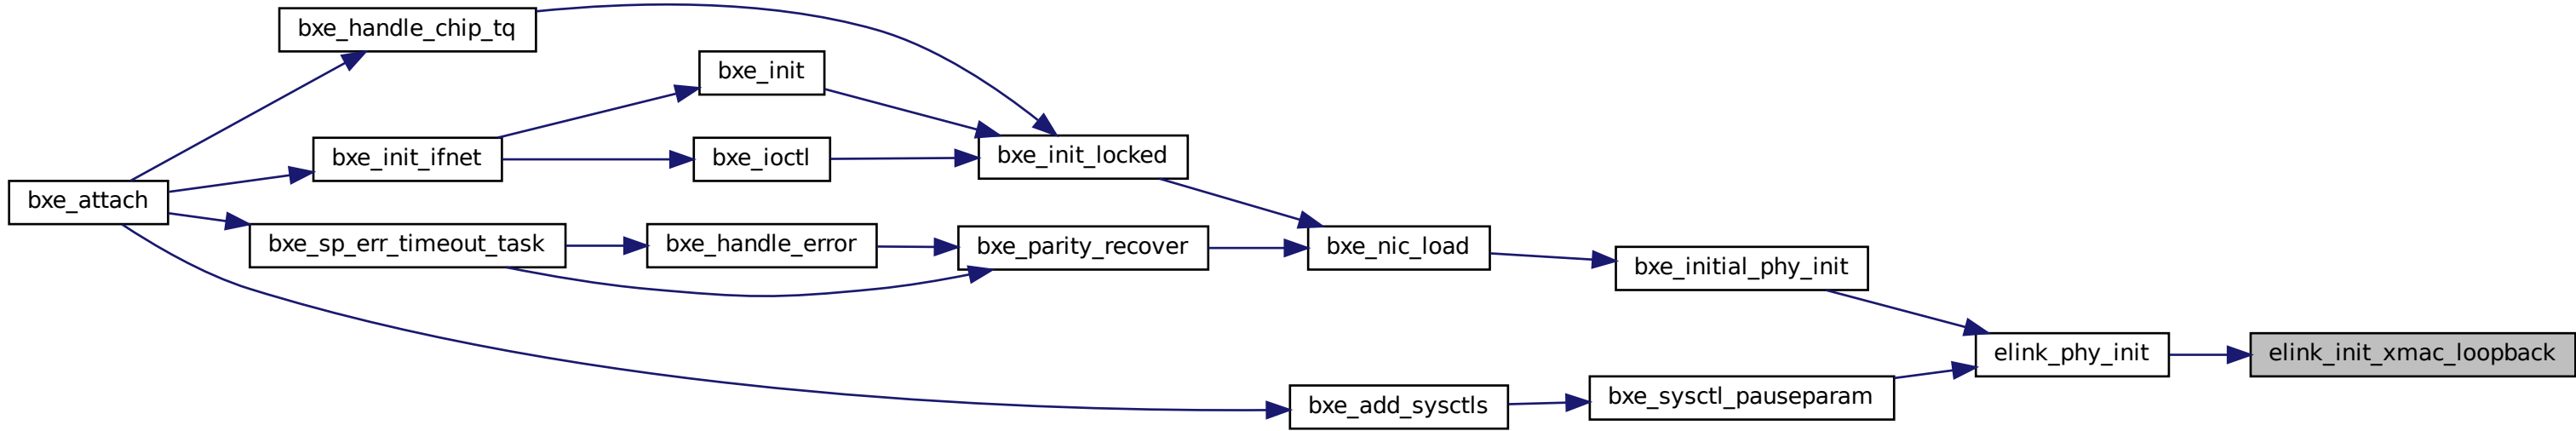 bxe_handle_chip_tq
bxe_init
bxe_init_ifnet
bxe_ioctl
bxe_init_locked
bxe_attach
bxe_sp_err_timeout_task
bxe_handle_error
bxe_parity_recover
bxe_nic_load
bxe_initial_phy_init
elink_phy_init
elink_init_xmac_loopback
bxe_add_sysctls
bxe_sysctl_pauseparam